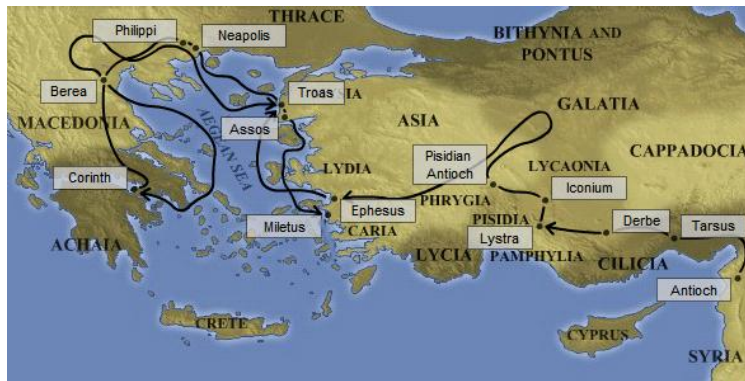 THRACE
BITHYNIA AND
PONTUS
Philippi
Neapolis
Berea
Troas
IA
GALATIA
MACEDONIA
AEGEAN SEA
Assos
ASIA
Pisidian
Antioch
LYCAONIA
CAPPADOCIA
Corinth
LYDIA
PHRYGIA
Iconium
Ephesus
Miletus
CARIA
PISIDIA
Derbe
Tarsus
Lystra
ACHAIA
LYCIA
PAMPHYLIA
CILICIA
Antioch
CRETE
CYPRUS
SYRIA